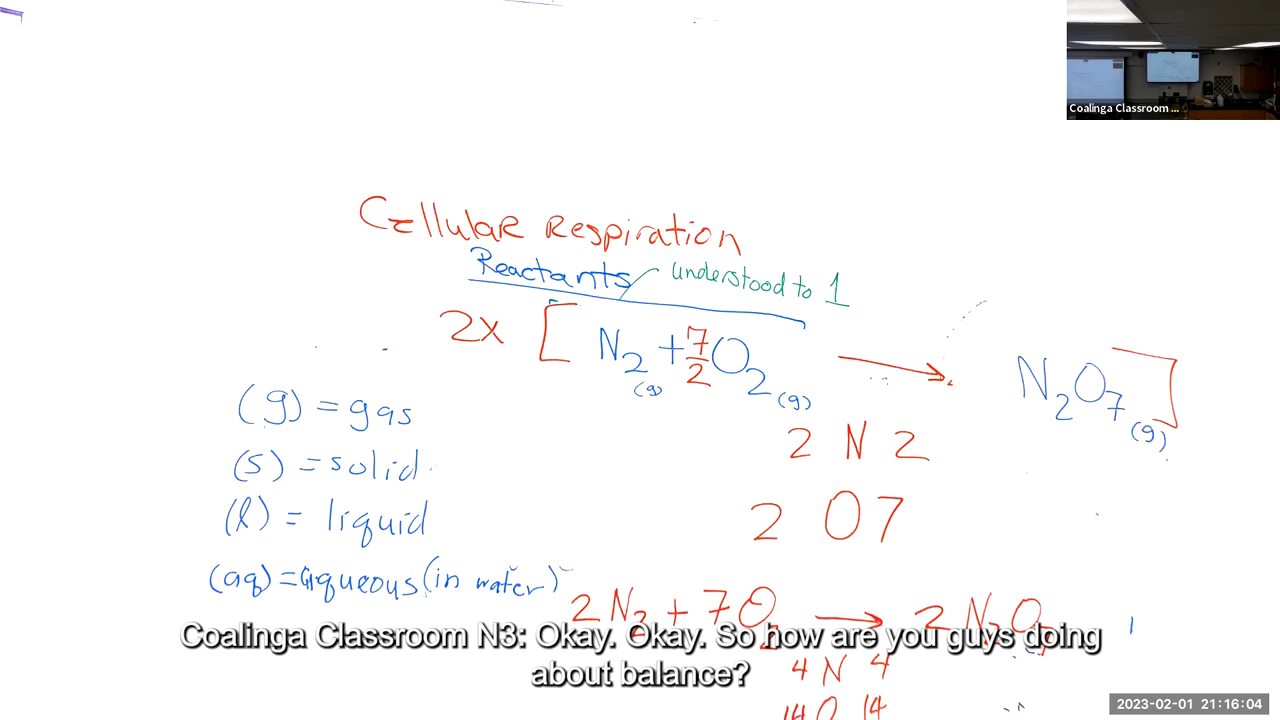 Coalinga Classroom ...
Cellular Respiration
Reactants understood to 1
2x [ N2(g) + 7/2 O2(g) → N2O7(g) ]
(g) = gas
2 N 2
(s) = solid
2 O 7
(l) = liquid
(aq) = aqueous (in water)
2N2 + 7O2 → 2N2O
Coalinga Classroom N3: Okay. Okay. So how are you guys doing
about balance?
4 N 4
14 O 14
2023-02-01 21:16:04